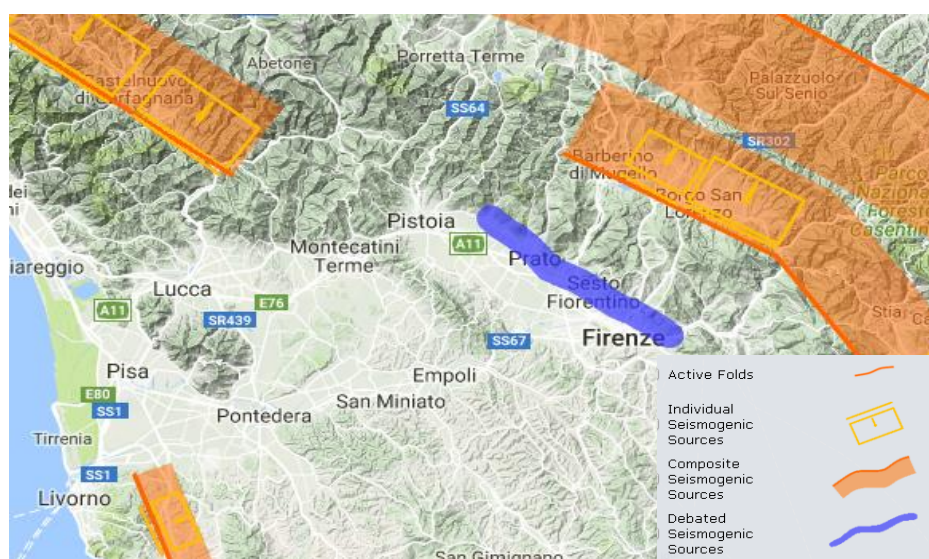 Porretta Terme
Abetone
Castelnuovo
di Garfagnana
Palazzuolo
Sul Senio
SS64
SR302
Barberino
di Mugello
Borgo San
Lorenzo
Parco
Nazionale
Foreste
Casentin
Pistoia
A11
Montecatini
Terme
Prato
Sesto
Fiorentino
iareggio
Lucca
A11
E76
SR439
SS67
Firenze
Stia
Ca
Pisa
E80
SS1
Empoli
San Miniato
Pontedera
Tirrenia
SS1
Livorno
San Gimignano
Active Folds
Individual
Seismogenic
Sources
Composite
Seismogenic
Sources
Debated
Seismogenic
Sources